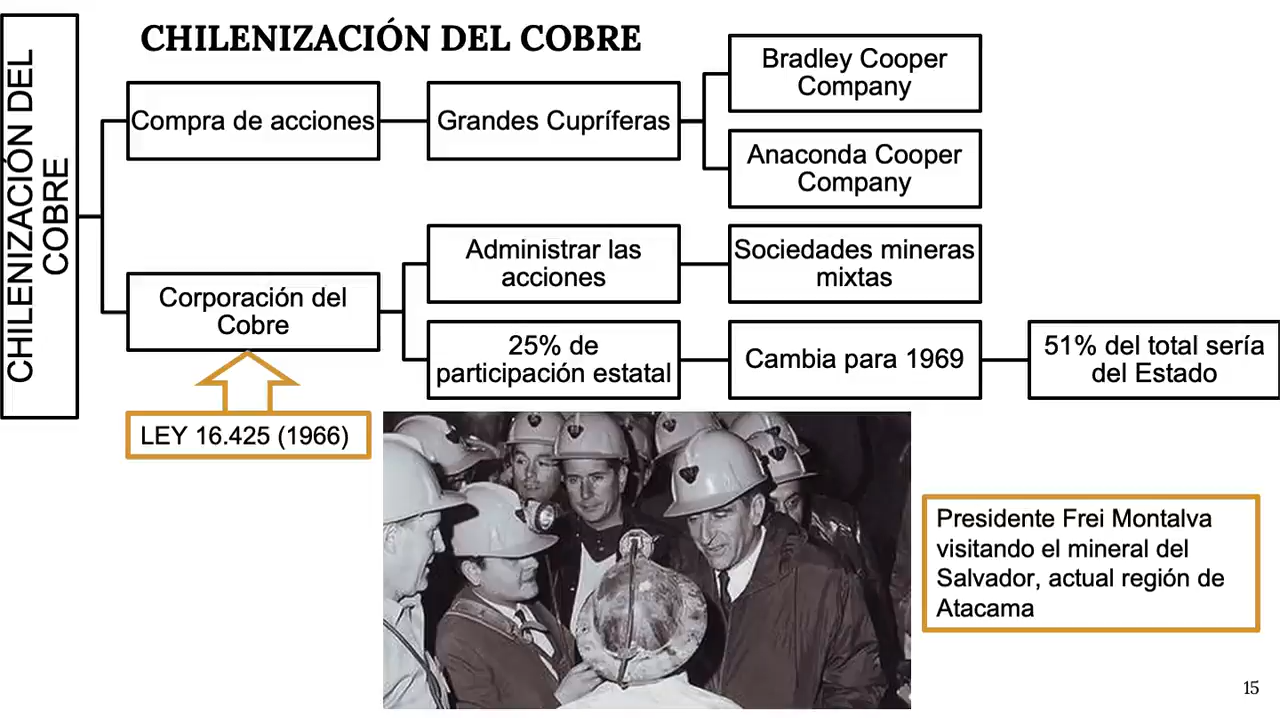 CHILENIZACIÓN DEL COBRE
CHILENIZACIÓN DEL
COBRE
Compra de acciones
Grandes Cupríferas
Bradley Cooper
Company
Anaconda Cooper
Company
Corporación del
Cobre
Administrar las
acciones
Sociedades mineras
mixtas
25% de
participación estatal
Cambia para 1969
51% del total sería
del Estado
LEY 16.425 (1966)
Presidente Frei Montalva
visitando el mineral del
Salvador, actual región de
Atacama
15